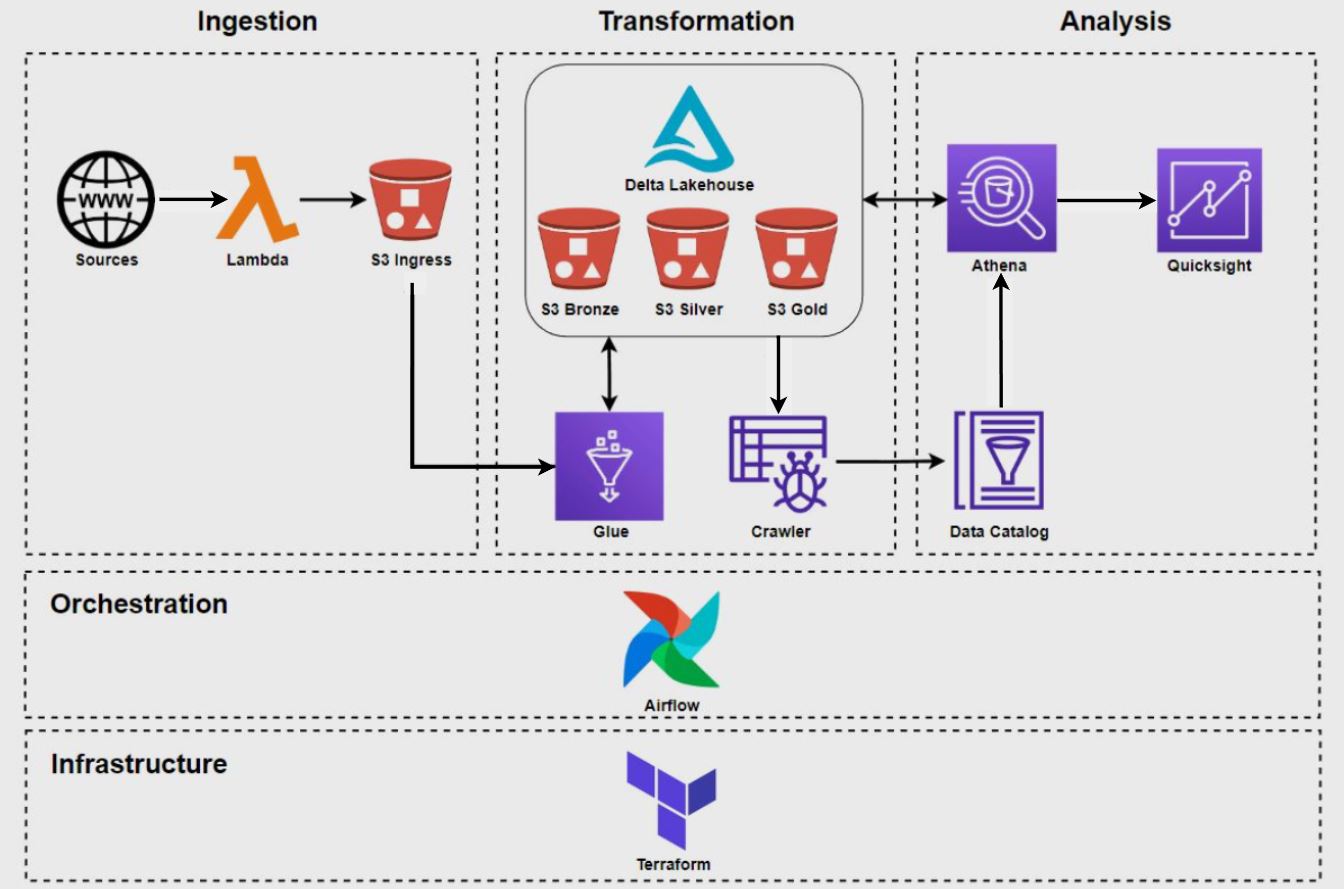 Ingestion
Transformation
Analysis
WWW
Sources
Lambda
S3 Ingress
Delta Lakehouse
S3 Bronze
S3 Silver
S3 Gold
Athena
Quicksight
Glue
Crawler
Data Catalog
Orchestration
Airflow
Infrastructure
Terraform